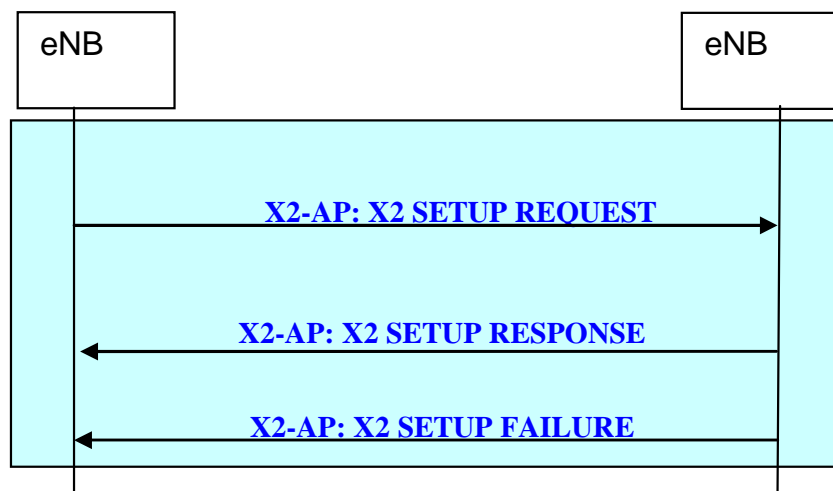 eNB
eNB
X2-AP: X2 SETUP REQUEST
X2-AP: X2 SETUP RESPONSE
X2-AP: X2 SETUP FAILURE